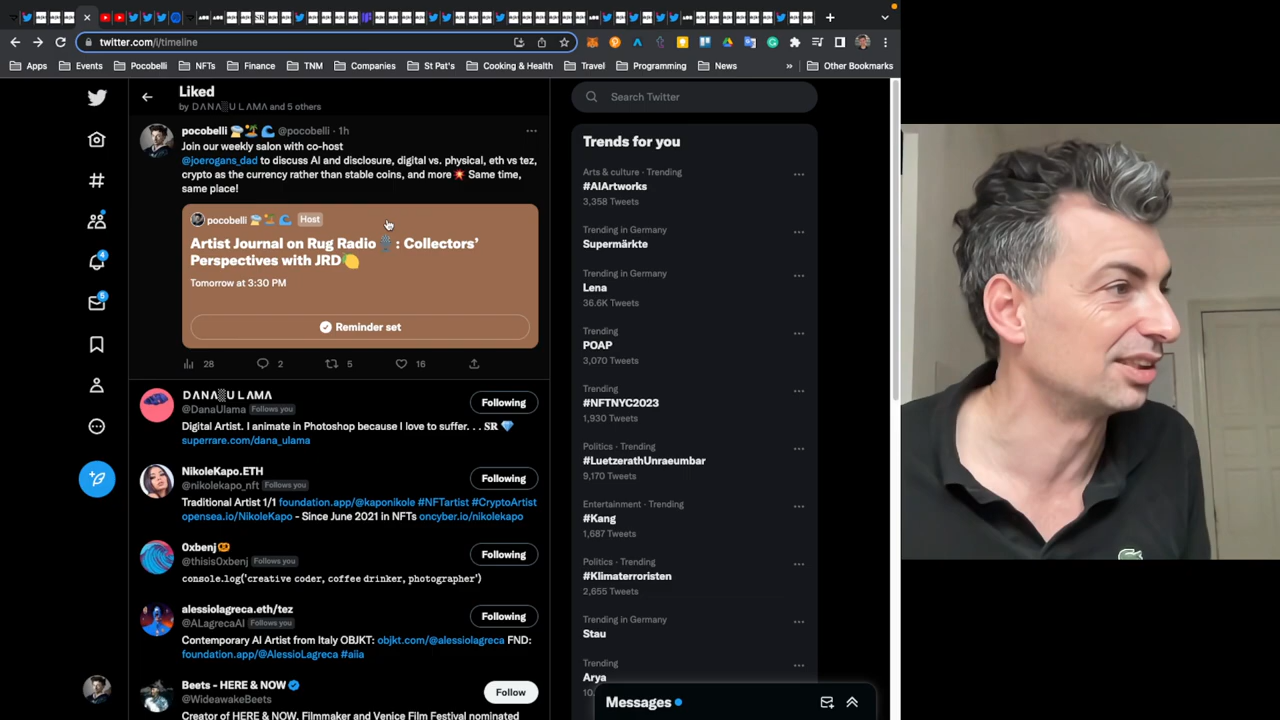 twitter.com/i/timeline
Apps
Events
Pocobelli
NFTs
Finance
TNM
Companies
St Pat's
Cooking & Health
Travel
Programming
News
»
Other Bookmarks
Liked
by DΛNΛ░U LΛMΛ and 5 others
pocobelli @pocobelli · 1h
Join our weekly salon with co-host
@joerogans_dad to discuss AI and disclosure, digital vs. physical, eth vs tez,
crypto as the currency rather than stable coins, and more💥 Same time,
same place!
pocobelli Host
Artist Journal on Rug Radio : Collectors'
Perspectives with JRD🍋
Tomorrow at 3:30 PM
Reminder set
28
2
5
16
DΛNΛ░U LΛMΛ
@DanaUlama Follows you
Following
Digital Artist. I animate in Photoshop because I love to suffer. . . SR 💎
superrare.com/dana_ulama
NikoleKapo.ETH
@nikolekapo_nft Follows you
Following
Traditional Artist 1/1 foundation.app/@kaponikole #NFTartist #CryptoArtist
opensea.io/NikoleKapo - Since June 2021 in NFTs oncyber.io/nikolekapo
0xbenj
@thisis0xbenj Follows you
Following
console.log('creative coder, coffee drinker, photographer')
alessiolagreca.eth/tez
@ALagrecaAI Follows you
Following
Contemporary AI Artist from Italy OBJKT: objkt.com/@alessiolagreca FND:
foundation.app/@AlessioLagreca #aiia
Beets - HERE & NOW
@WideawakeBeets
Follow
Creator of HERE & NOW, Filmmaker and Venice Film Festival nominated
4
5
Search Twitter
Trends for you
Arts & culture · Trending
#AIArtworks
3,358 Tweets
Trending in Germany
Supermärkte
Trending in Germany
Lena
36.6K Tweets
Trending
POAP
3,070 Tweets
Trending
#NFTNYC2023
1,930 Tweets
Politics · Trending
#LuetzerathUnraeumbar
9,170 Tweets
Entertainment · Trending
#Kang
1,687 Tweets
Politics · Trending
#Klimaterroristen
2,655 Tweets
Trending in Germany
Stau
Trending
Arya
10.
Messages